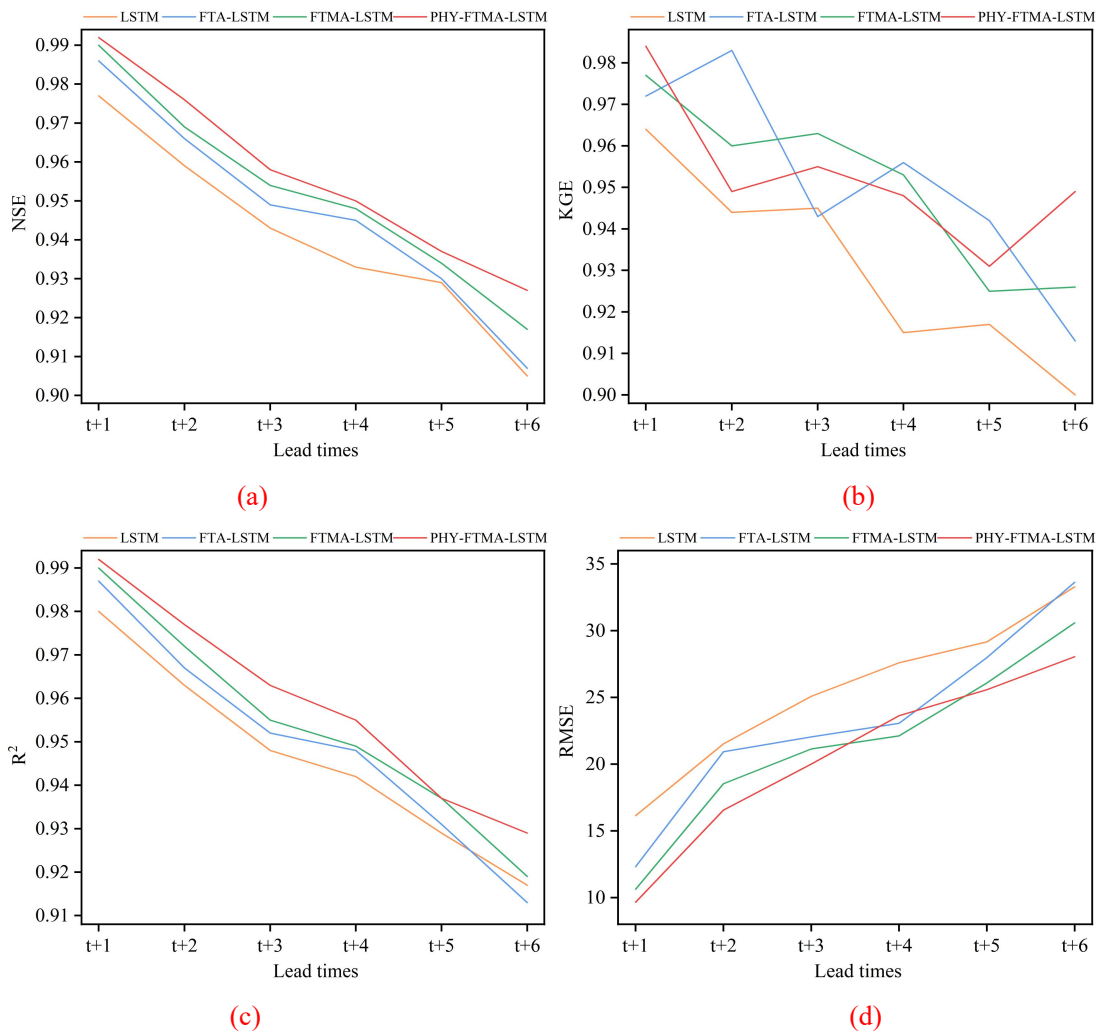 LSTM FTA-LSTM FTMA-LSTM PHY-FTMA-LSTM
0.99
0.98
0.97
0.96
0.95
0.94
0.93
0.92
0.91
0.90
NSE
t+1 t+2 t+3 t+4 t+5 t+6
Lead times
(a)
LSTM FTA-LSTM FTMA-LSTM PHY-FTMA-LSTM
0.98
0.97
0.96
0.95
0.94
0.93
0.92
0.91
0.90
KGE
t+1 t+2 t+3 t+4 t+5 t+6
Lead times
(b)
LSTM FTA-LSTM FTMA-LSTM PHY-FTMA-LSTM
0.99
0.98
0.97
0.96
0.95
0.94
0.93
0.92
0.91
R²
t+1 t+2 t+3 t+4 t+5 t+6
Lead times
(c)
LSTM FTA-LSTM FTMA-LSTM PHY-FTMA-LSTM
35
30
25
20
15
10
RMSE
t+1 t+2 t+3 t+4 t+5 t+6
Lead times
(d)